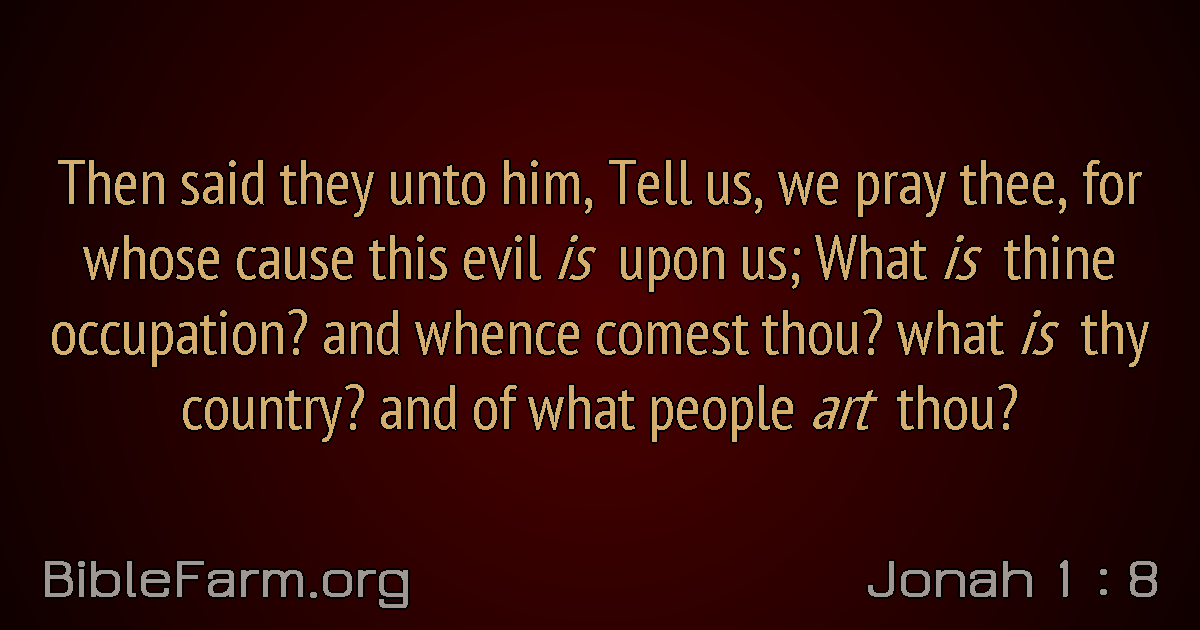 Then said they unto him, Tell us, we pray thee, for
whose cause this evil is upon us; What is thine
occupation? and whence comest thou? what is thy
country? and of what people art thou?
BibleFarm.org
Jonah 1 : 8